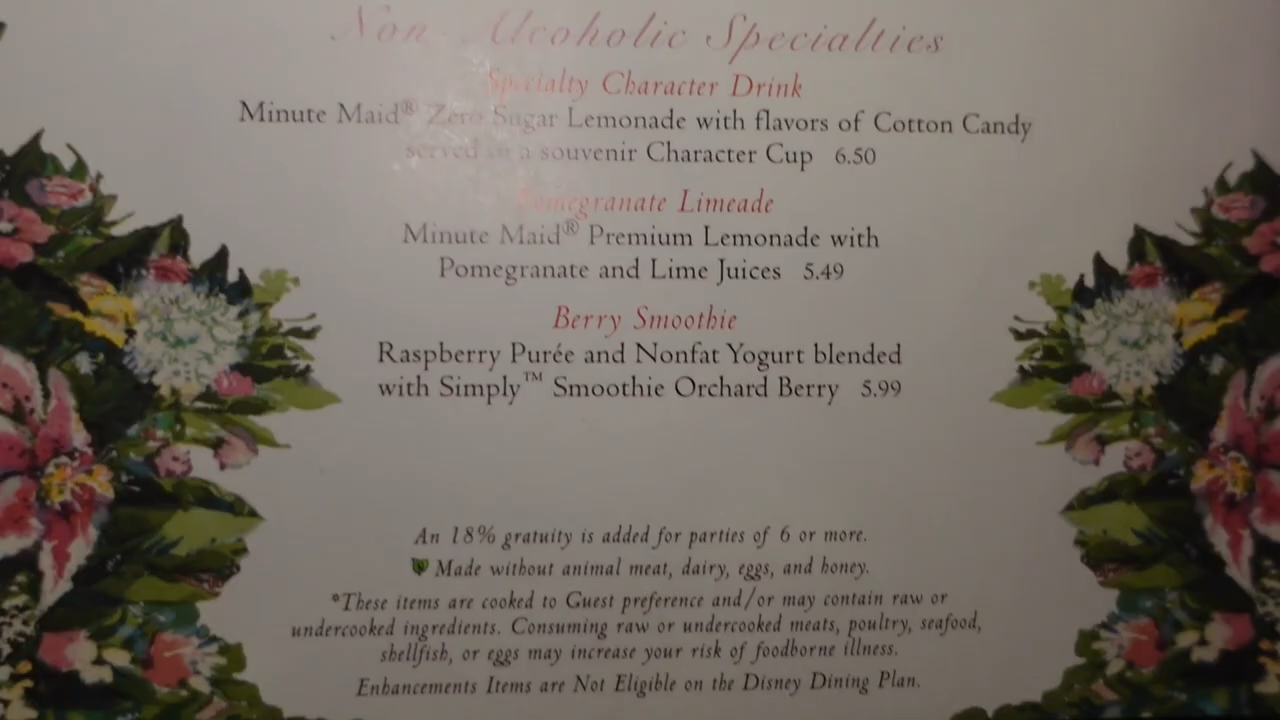 Non-Alcoholic Specialties
Specialty Character Drink
Minute Maid® Zero Sugar Lemonade with flavors of Cotton Candy
served in a souvenir Character Cup 6.50
Pomegranate Limeade
Minute Maid® Premium Lemonade with
Pomegranate and Lime Juices 5.49
Berry Smoothie
Raspberry Purée and Nonfat Yogurt blended
with Simply™ Smoothie Orchard Berry 5.99
An 18% gratuity is added for parties of 6 or more.
Made without animal meat, dairy, eggs, and honey.
*These items are cooked to Guest preference and/or may contain raw or
undercooked ingredients. Consuming raw or undercooked meats, poultry, seafood,
shellfish, or eggs may increase your risk of foodborne illness.
Enhancements Items are Not Eligible on the Disney Dining Plan.